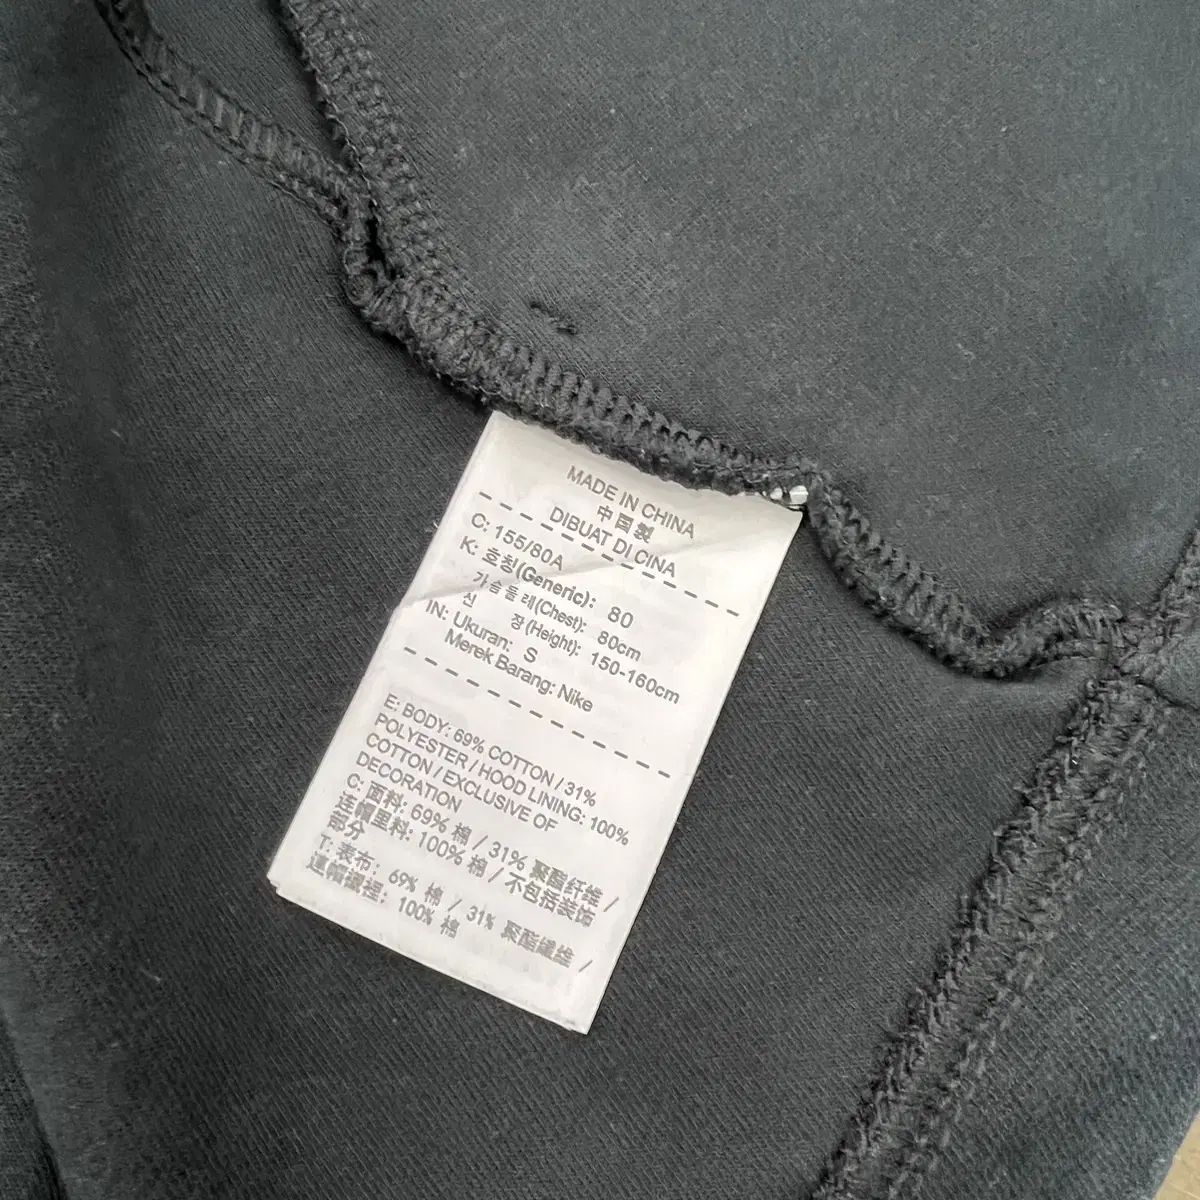 MADE IN CHINA
中国製
DIBUAT DI CINA
C: 155/80A
K: 호칭(Generic): 80
가슴둘레(Chest): 80cm
신 장(Height): 150-160cm
IN: Ukuran: S
Merek Barang: Nike
E: BODY: 69% COTTON / 31%
POLYESTER / HOOD LINING: 100%
COTTON / EXCLUSIVE OF
DECORATION
C: 面料: 69% 棉 / 31% 聚酯纤维 /
连帽里料: 100% 棉 / 不包括装饰
部分
T: 表布: 69% 棉 / 31% 聚酯纖維 /
連帽襯裡: 100% 棉